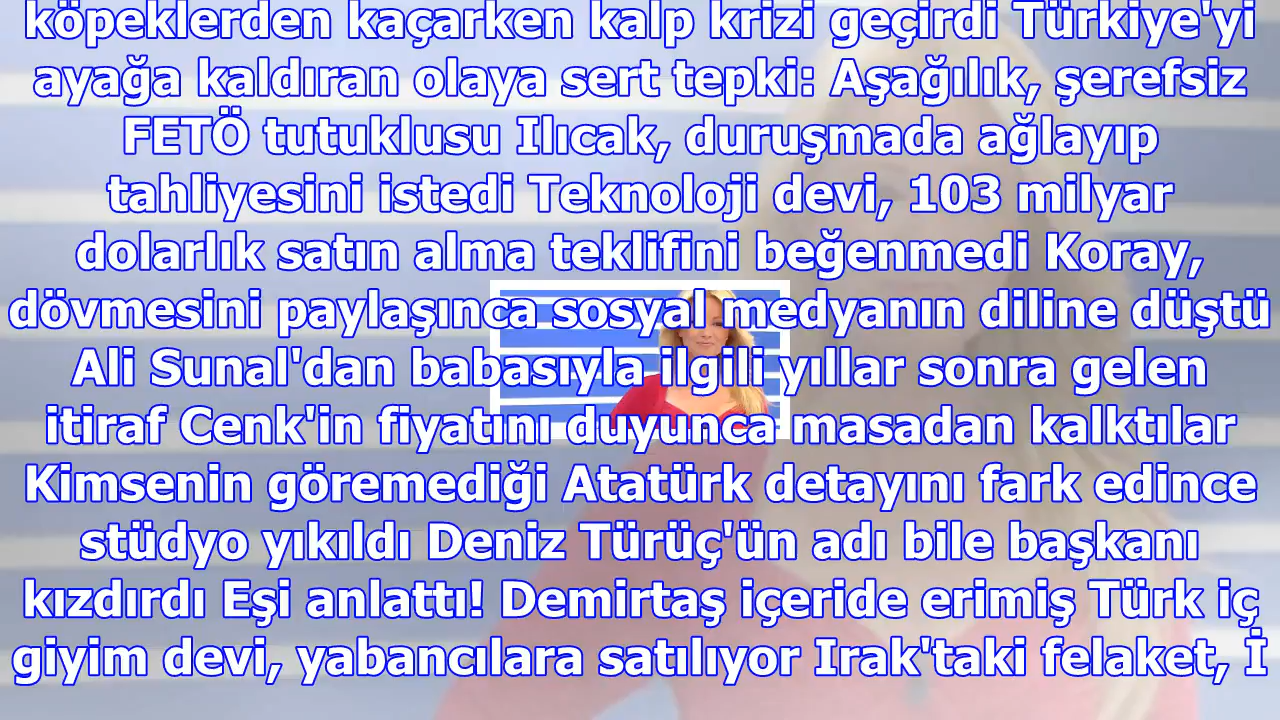 köpeklerden kaçarken kalp krizi geçirdi Türkiye'yi
ayağa kaldıran olaya sert tepki: Aşağılık, şerefsiz
FETÖ tutuklusu Ilıcak, duruşmada ağlayıp
tahliyesini istedi Teknoloji devi, 103 milyar
dolarlık satın alma teklifini beğenmedi Koray,
dövmesini paylaşınca sosyal medyanın diline düştü
Ali Sunal'dan babasıyla ilgili yıllar sonra gelen
itiraf Cenk'in fiyatını duyunca masadan kalktılar
Kimsenin göremediği Atatürk detayını fark edince
stüdyo yıkıldı Deniz Türüç'ün adı bile başkanı
kızdırdı Eşi anlattı! Demirtaş içeride erimiş Türk iç
giyim devi, yabancılara satılıyor Irak'taki felaket, İ